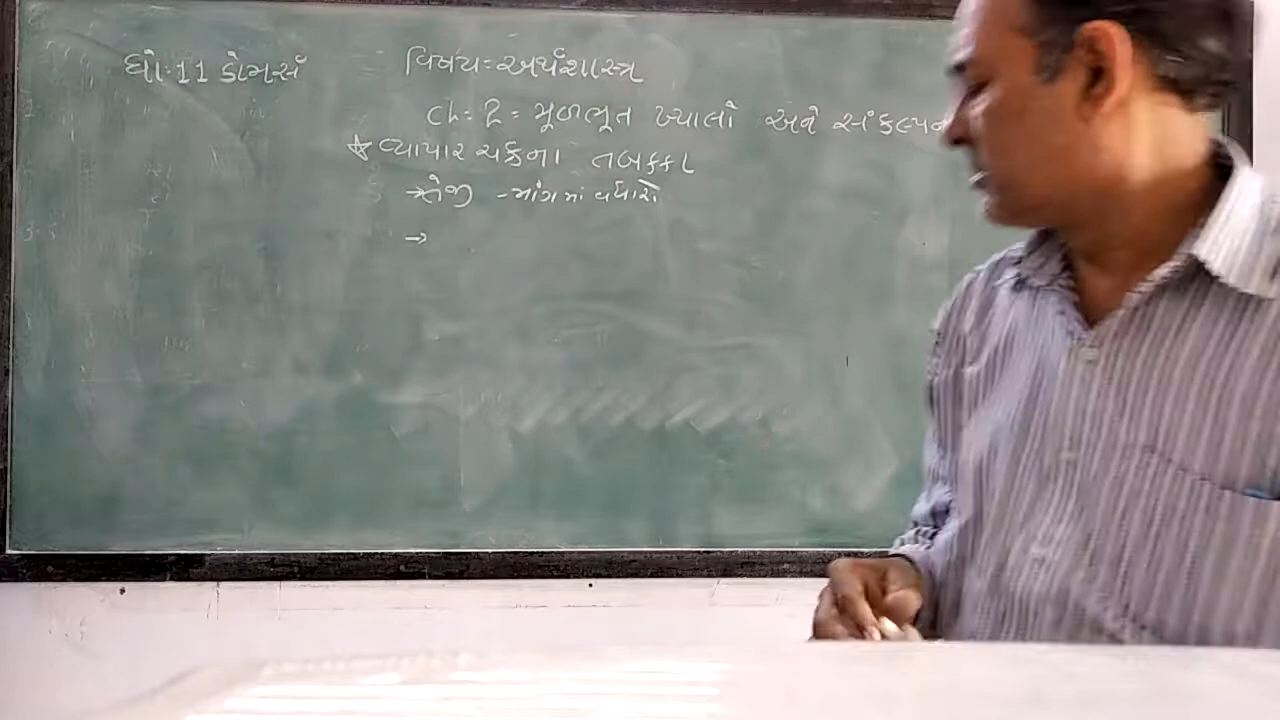 ધો:11 કોમર્સ
વિષય:અર્થશાસ્ત્ર
ch: 2: મૂળભૂત ખ્યાલો અને સંકલ્પન
★ વ્યાપાર ચક્રના તબક્કા
→તેજી - માંગમાં વધારો
→